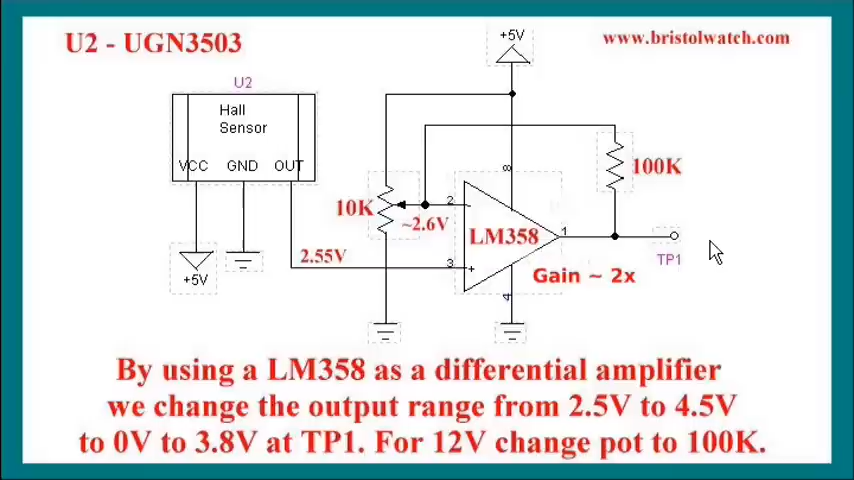 U2 - UGN3503
www.bristolwatch.com
+5V
U2
Hall
Sensor
VCC GND OUT
8
100K
10K
2
~2.6V
LM358
1
2.55V
3
+5V
TP1
Gain ~ 2x
4
By using a LM358 as a differential amplifier
we change the output range from 2.5V to 4.5V
to 0V to 3.8V at TP1. For 12V change pot to 100K.